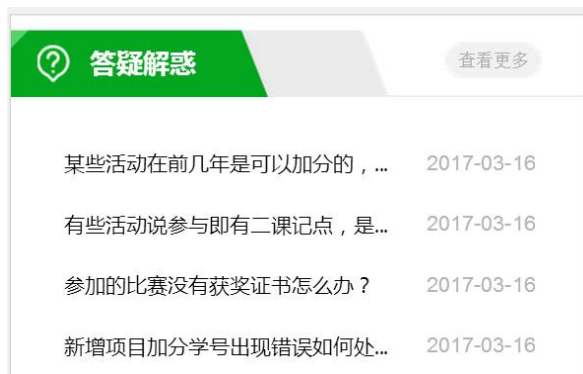 答疑解惑 查看更多
某些活动在前几年是可以加分的，... 2017-03-16
有些活动说参与即有二课记点，是... 2017-03-16
参加的比赛没有获奖证书怎么办？ 2017-03-16
新增项目加分学号出现错误如何处... 2017-03-16